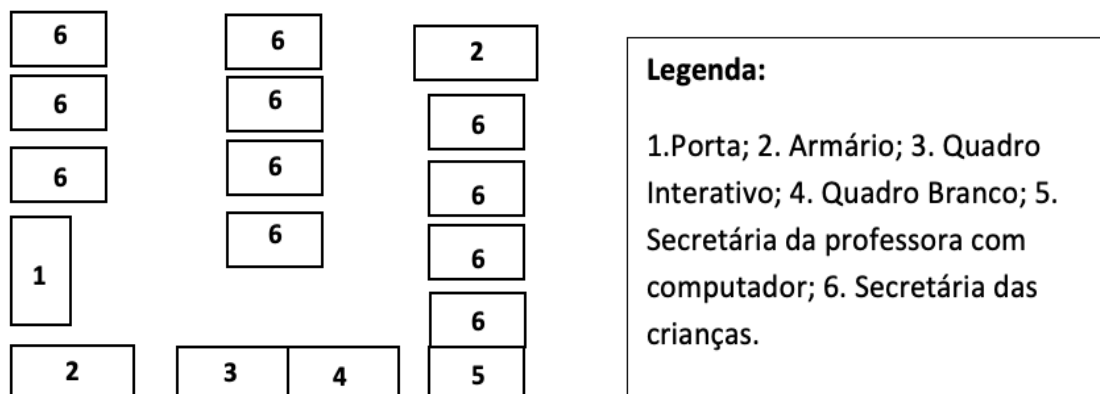 6 6 2
6 6 6
6 6 6
1 6 6
6
2 3 4 5
Legenda:
1.Porta; 2. Armário; 3. Quadro
Interativo; 4. Quadro Branco; 5.
Secretária da professora com
computador; 6. Secretária das
crianças.